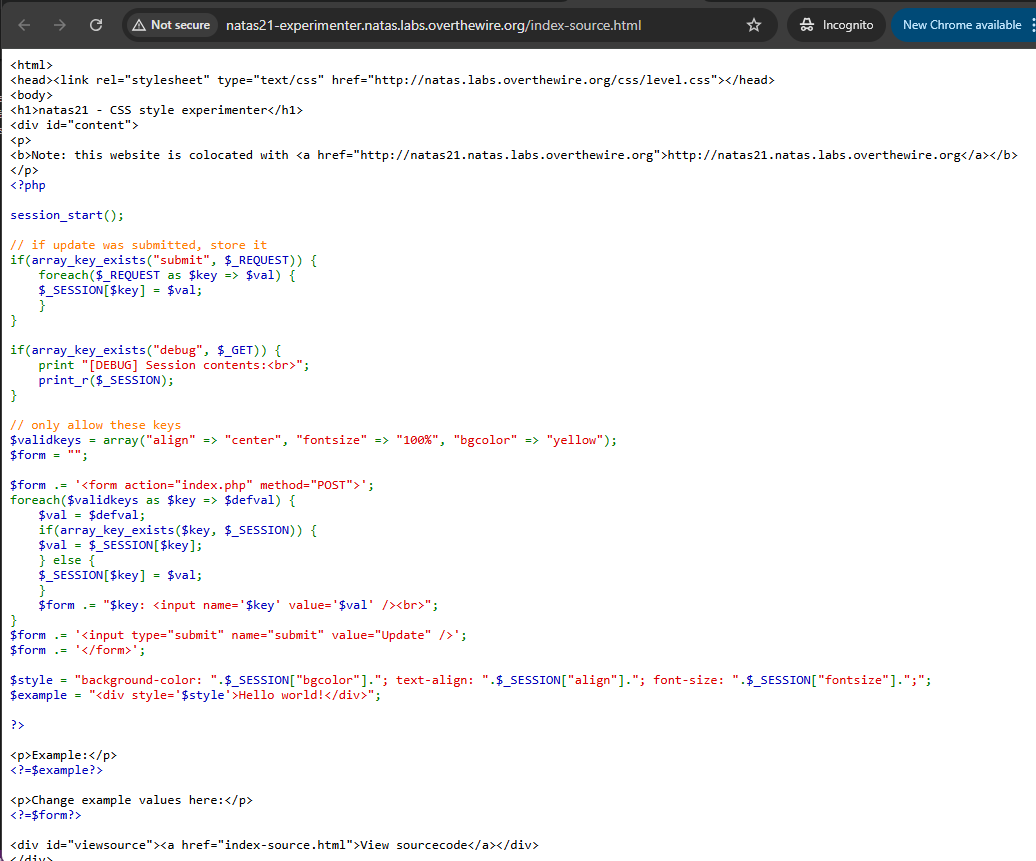 Not secure natas21-experimenter.natas.labs.overthewire.org/index-source.html Incognito New Chrome available
<html>
<head><link rel="stylesheet" type="text/css" href="http://natas.labs.overthewire.org/css/level.css"></head>
<body>
<h1>natas21 - CSS style experimenter</h1>
<div id="content">
<p>
<b>Note: this website is colocated with <a href="http://natas21.natas.labs.overthewire.org">http://natas21.natas.labs.overthewire.org</a></b>
</p>
<?php
session_start();
// if update was submitted, store it
if(array_key_exists("submit", $_REQUEST)) {
    foreach($_REQUEST as $key => $val) {
    $_SESSION[$key] = $val;
    }
}
if(array_key_exists("debug", $_GET)) {
    print "[DEBUG] Session contents:<br>";
    print_r($_SESSION);
}
// only allow these keys
$validkeys = array("align" => "center", "fontsize" => "100%", "bgcolor" => "yellow");
$form = "";
$form .= '<form action="index.php" method="POST">';
foreach($validkeys as $key => $defval) {
    $val = $defval;
    if(array_key_exists($key, $_SESSION)) {
    $val = $_SESSION[$key];
    } else {
    $_SESSION[$key] = $val;
    }
    $form .= "$key: <input name='$key' value='$val' /><br>";
}
$form .= '<input type="submit" name="submit" value="Update" />';
$form .= '</form>';
$style = "background-color: ".$_SESSION["bgcolor"]."; text-align: ".$_SESSION["align"]."; font-size: ".$_SESSION["fontsize"].";";
$example = "<div style='$style'>Hello world!</div>";
?>
<p>Example:</p>
<?=$example?>
<p>Change example values here:</p>
<?=$form?>
<div id="viewsource"><a href="index-source.html">View sourcecode</a></div>
</div>